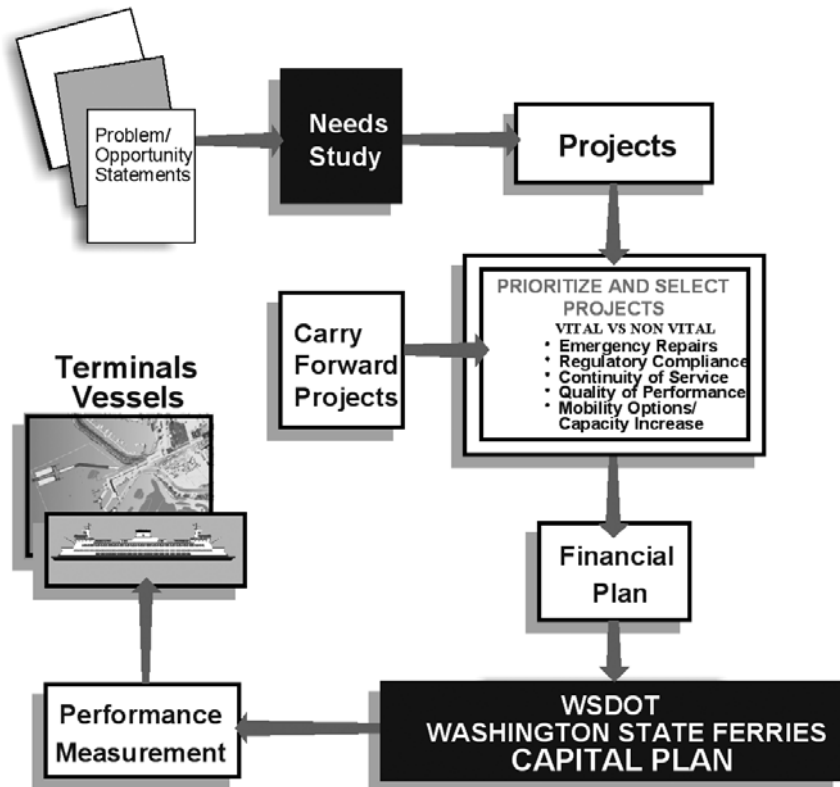 Problem/
Opportunity
Statements
Needs
Study
Projects
PRIORITIZE AND SELECT
PROJECTS
VITAL VS NON VITAL
• Emergency Repairs
• Regulatory Compliance
• Continuity of Service
• Quality of Performance
• Mobility Options/
Capacity Increase
Carry
Forward
Projects
Terminals
Vessels
Financial
Plan
WSDOT
WASHINGTON STATE FERRIES
CAPITAL PLAN
Performance
Measurement